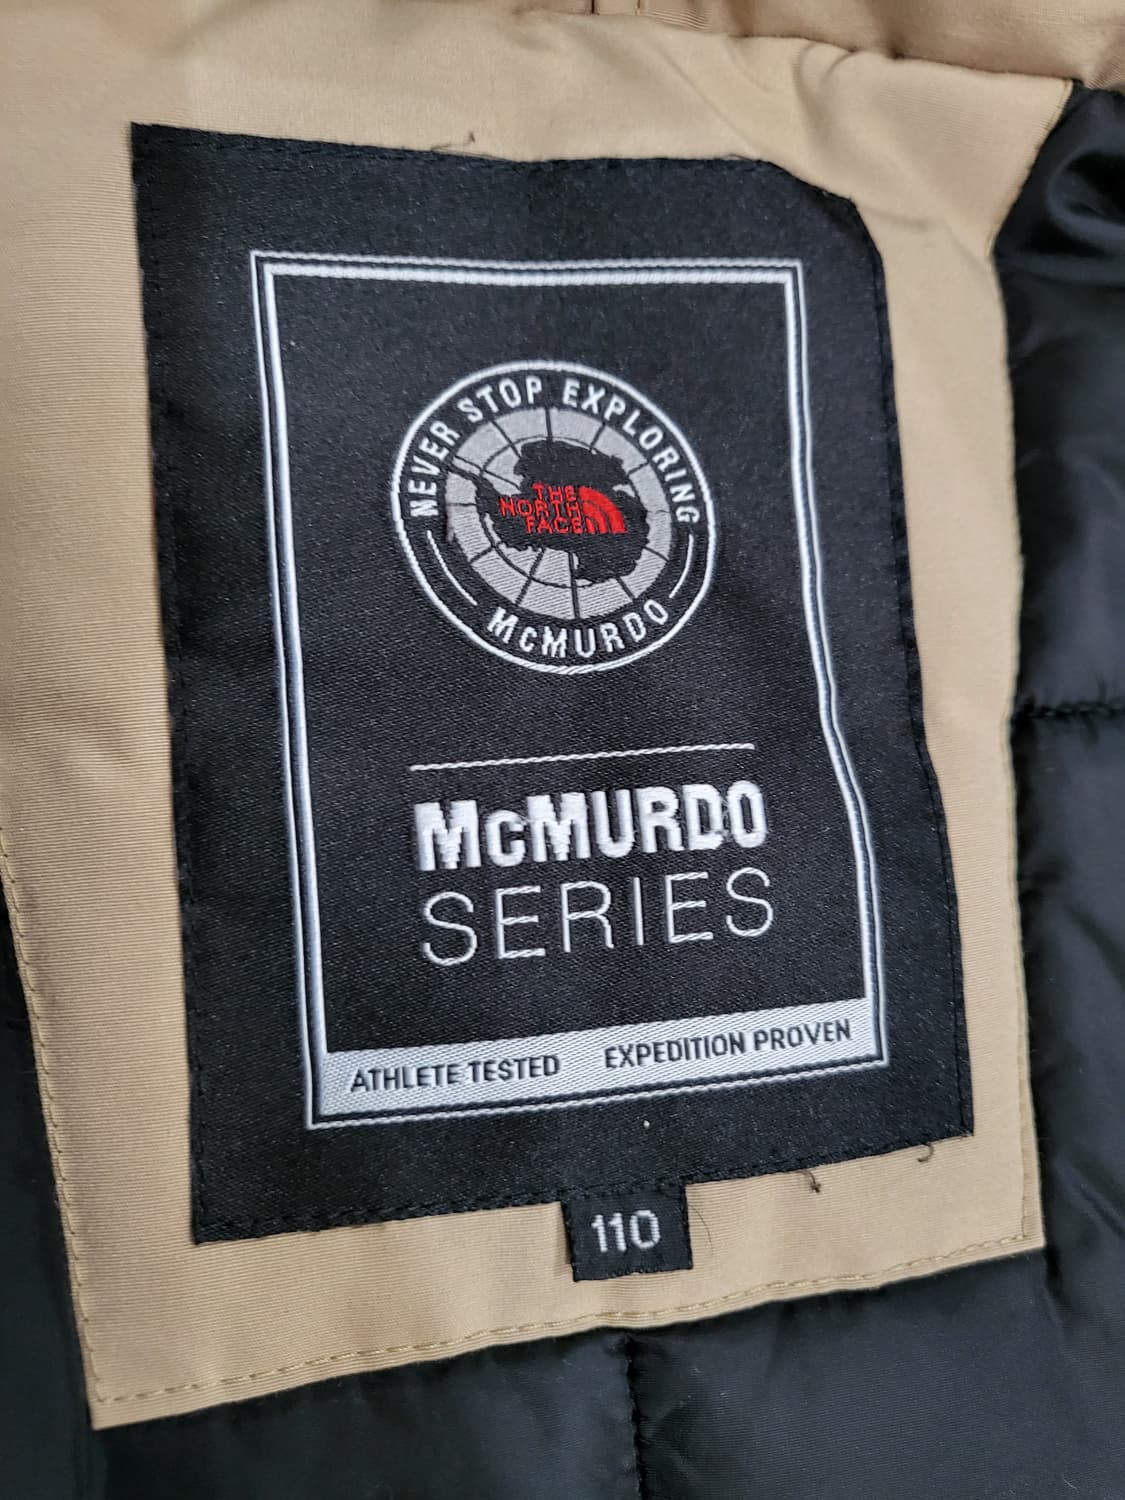 NEVER STOP EXPLORING
THE
NORTH
FACE
McMURDO
McMURDO
SERIES
ATHLETE TESTED EXPEDITION PROVEN
110